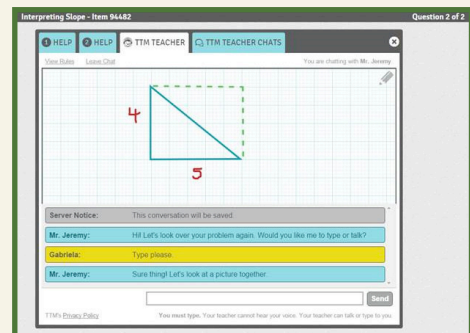 Interpreting Slope - Item 94482
Question 2 of 2
1 HELP
2 HELP
TTM TEACHER
TTM TEACHER CHATS
View Rules Leave Chat
You are chatting with Mr. Jeremy
4
5
Server Notice: This conversation will be saved.
Mr. Jeremy: Hi! Let's look over your problem again. Would you like me to type or talk?
Gabriela: Type please.
Mr. Jeremy: Sure thing! Let's look at a picture together.
Send
TTM's Privacy Policy
You must type. Your teacher cannot hear your voice. Your teacher can talk or type to you